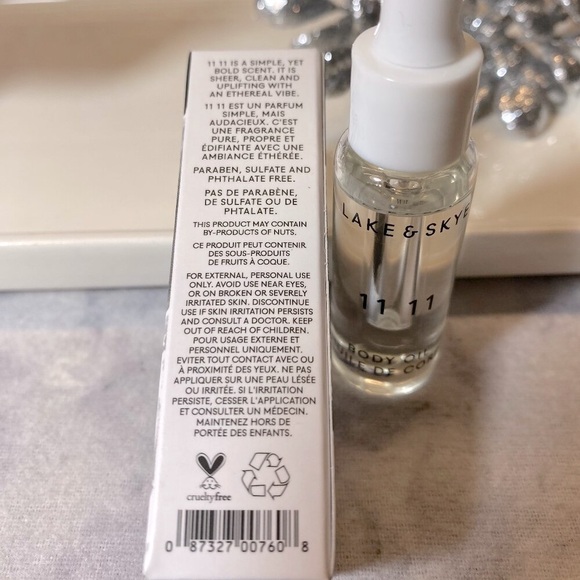 11 11 IS A SIMPLE, YET
BOLD SCENT. IT IS
SHEER, CLEAN AND
UPLIFTING WITH
AN ETHEREAL VIBE.
11 11 EST UN PARFUM
SIMPLE, MAIS
AUDACIEUX. C'EST
UNE FRAGRANCE
PURE, PROPRE ET
ÉDIFIANTE AVEC UNE
AMBIANCE ÉTHÉRÉE.
PARABEN, SULFATE AND
PHTHALATE FREE.
PAS DE PARABÈNE,
DE SULFATE OU DE
PHTALATE.
THIS PRODUCT MAY CONTAIN
BY-PRODUCTS OF NUTS.
CE PRODUIT PEUT CONTENIR
DES SOUS-PRODUITS
DE FRUITS À COQUE.
FOR EXTERNAL, PERSONAL USE
ONLY. AVOID USE NEAR EYES,
OR ON BROKEN OR SEVERELY
IRRITATED SKIN. DISCONTINUE
USE IF SKIN IRRITATION PERSISTS
AND CONSULT A DOCTOR. KEEP
OUT OF REACH OF CHILDREN.
POUR USAGE EXTERNE ET
PERSONNEL UNIQUEMENT.
EVITER TOUT CONTACT AVEC OU
À PROXIMITÉ DES YEUX. NE PAS
APPLIQUER SUR UNE PEAU LÉSÉE
OU IRRITÉE. SI L'IRRITATION
PERSISTE, CESSER L'APPLICATION
ET CONSULTER UN MÉDECIN.
MAINTENEZ HORS DE
PORTÉE DES ENFANTS.
crueltyfree
0 87327 00760 8
LAKE & SKYE
11 11
BODY OIL
HUILE DE CORPS